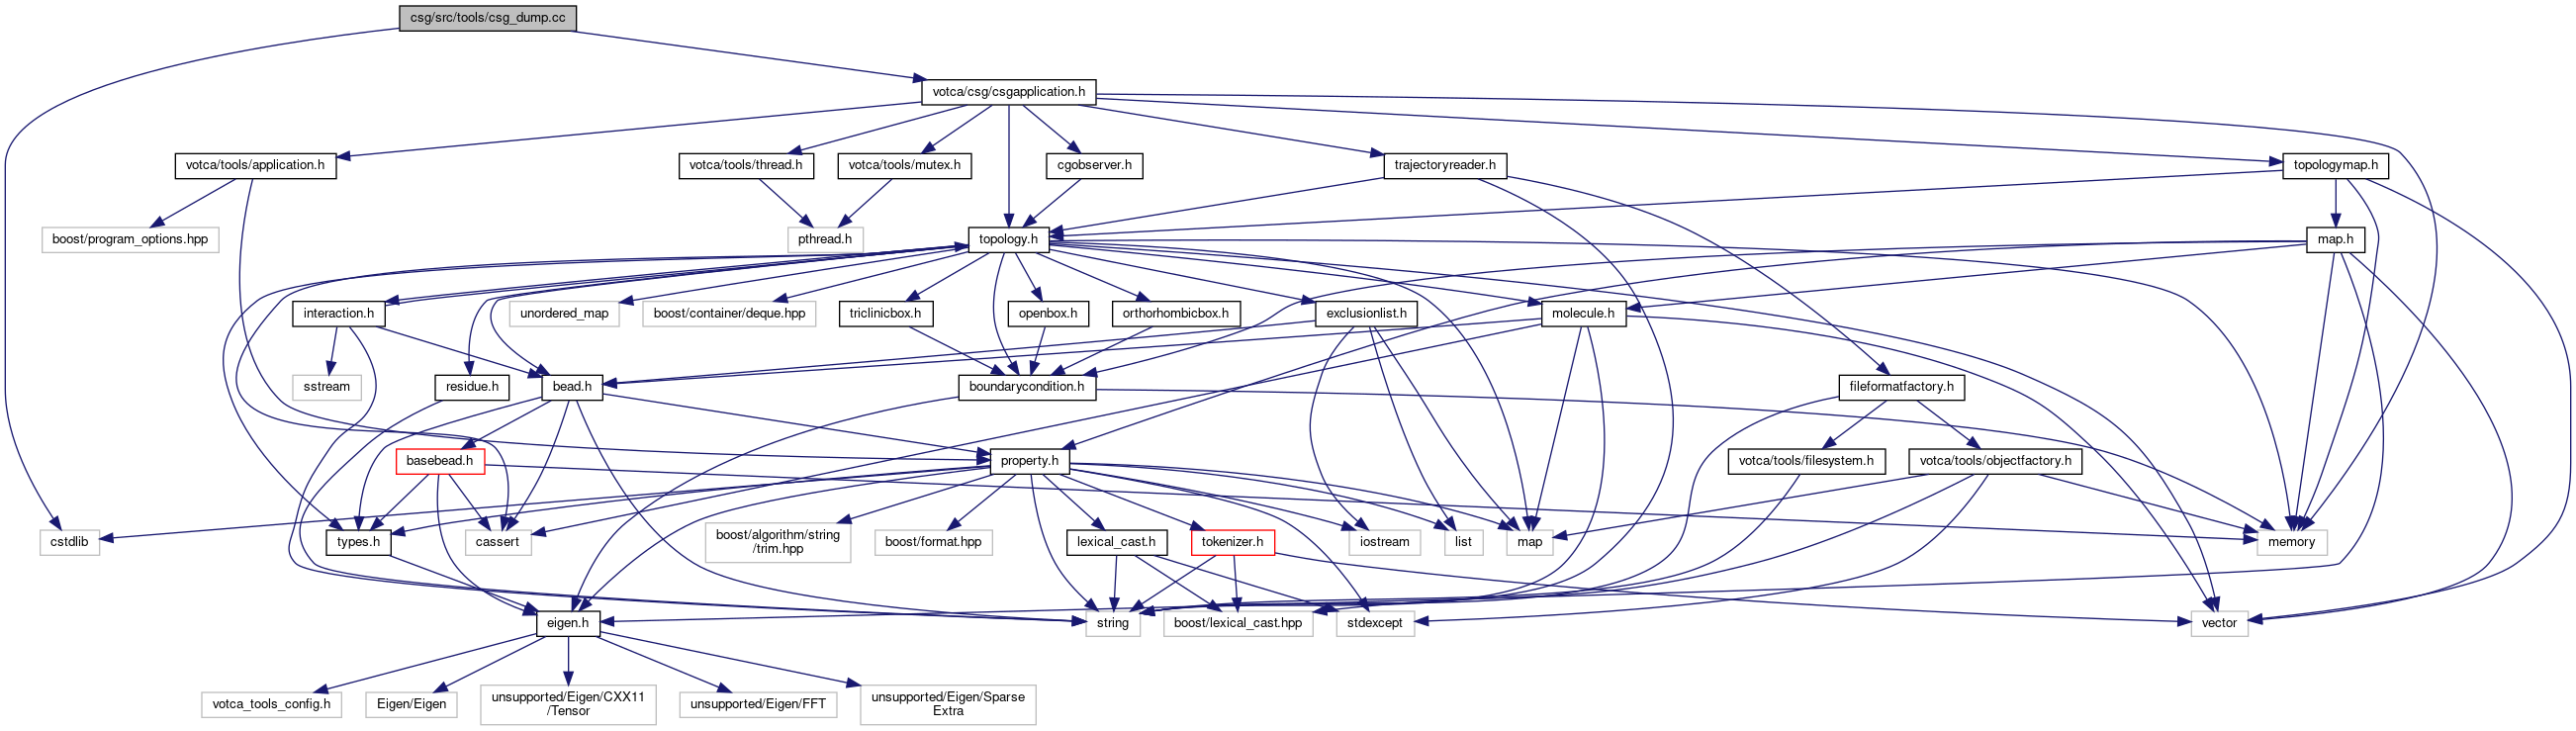 csg/src/tools/csg_dump.cc
votca/csg/csgapplication.h
votca/tools/application.h
votca/tools/thread.h
votca/tools/mutex.h
cgobserver.h
trajectoryreader.h
topologymap.h
boost/program_options.hpp
pthread.h
topology.h
map.h
interaction.h
unordered_map
boost/container/deque.hpp
triclinicbox.h
openbox.h
orthorhombicbox.h
exclusionlist.h
molecule.h
sstream
residue.h
bead.h
boundarycondition.h
fileformatfactory.h
basebead.h
property.h
votca/tools/filesystem.h
votca/tools/objectfactory.h
cstdlib
types.h
cassert
boost/algorithm/string
/trim.hpp
boost/format.hpp
lexical_cast.h
tokenizer.h
iostream
list
map
memory
eigen.h
string
boost/lexical_cast.hpp
stdexcept
vector
votca_tools_config.h
Eigen/Eigen
unsupported/Eigen/CXX11
/Tensor
unsupported/Eigen/FFT
unsupported/Eigen/Sparse
Extra